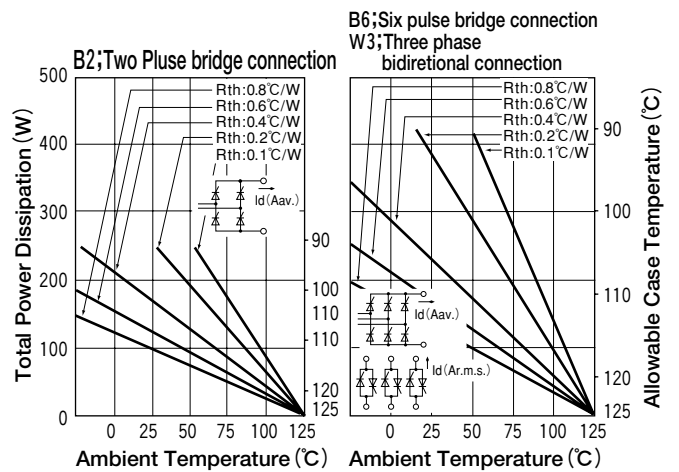 B2;Two Pluse bridge connection
B6;Six pulse bridge connection
W3;Three phase
bidiretional connection
Total Power Dissipation (W)
500
400
300
200
100
0
Rth:0.8℃/W
Rth:0.6℃/W
Rth:0.4℃/W
Rth:0.2℃/W
Rth:0.1℃/W
Id(Aav.)
90
100
110
110
120
125
0 25 50 75 100 125
Ambient Temperature (℃)
Rth:0.8℃/W
Rth:0.6℃/W
Rth:0.4℃/W
Rth:0.2℃/W
Rth:0.1℃/W
Id(Aav.)
Id(Ar.m.s.)
90
100
110
120
125
Allowable Case Temperature (℃)
0 25 50 75 100 125
Ambient Temperature (℃)